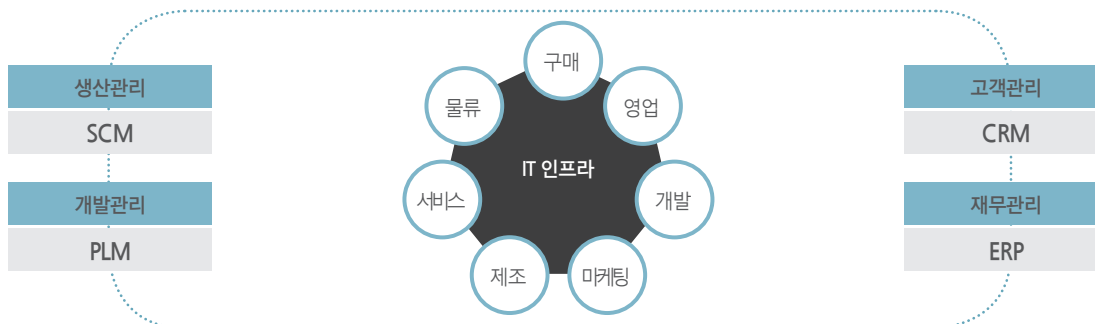 생산관리
SCM
개발관리
PLM
구매
물류
영업
IT 인프라
서비스
개발
제조
마케팅
고객관리
CRM
재무관리
ERP